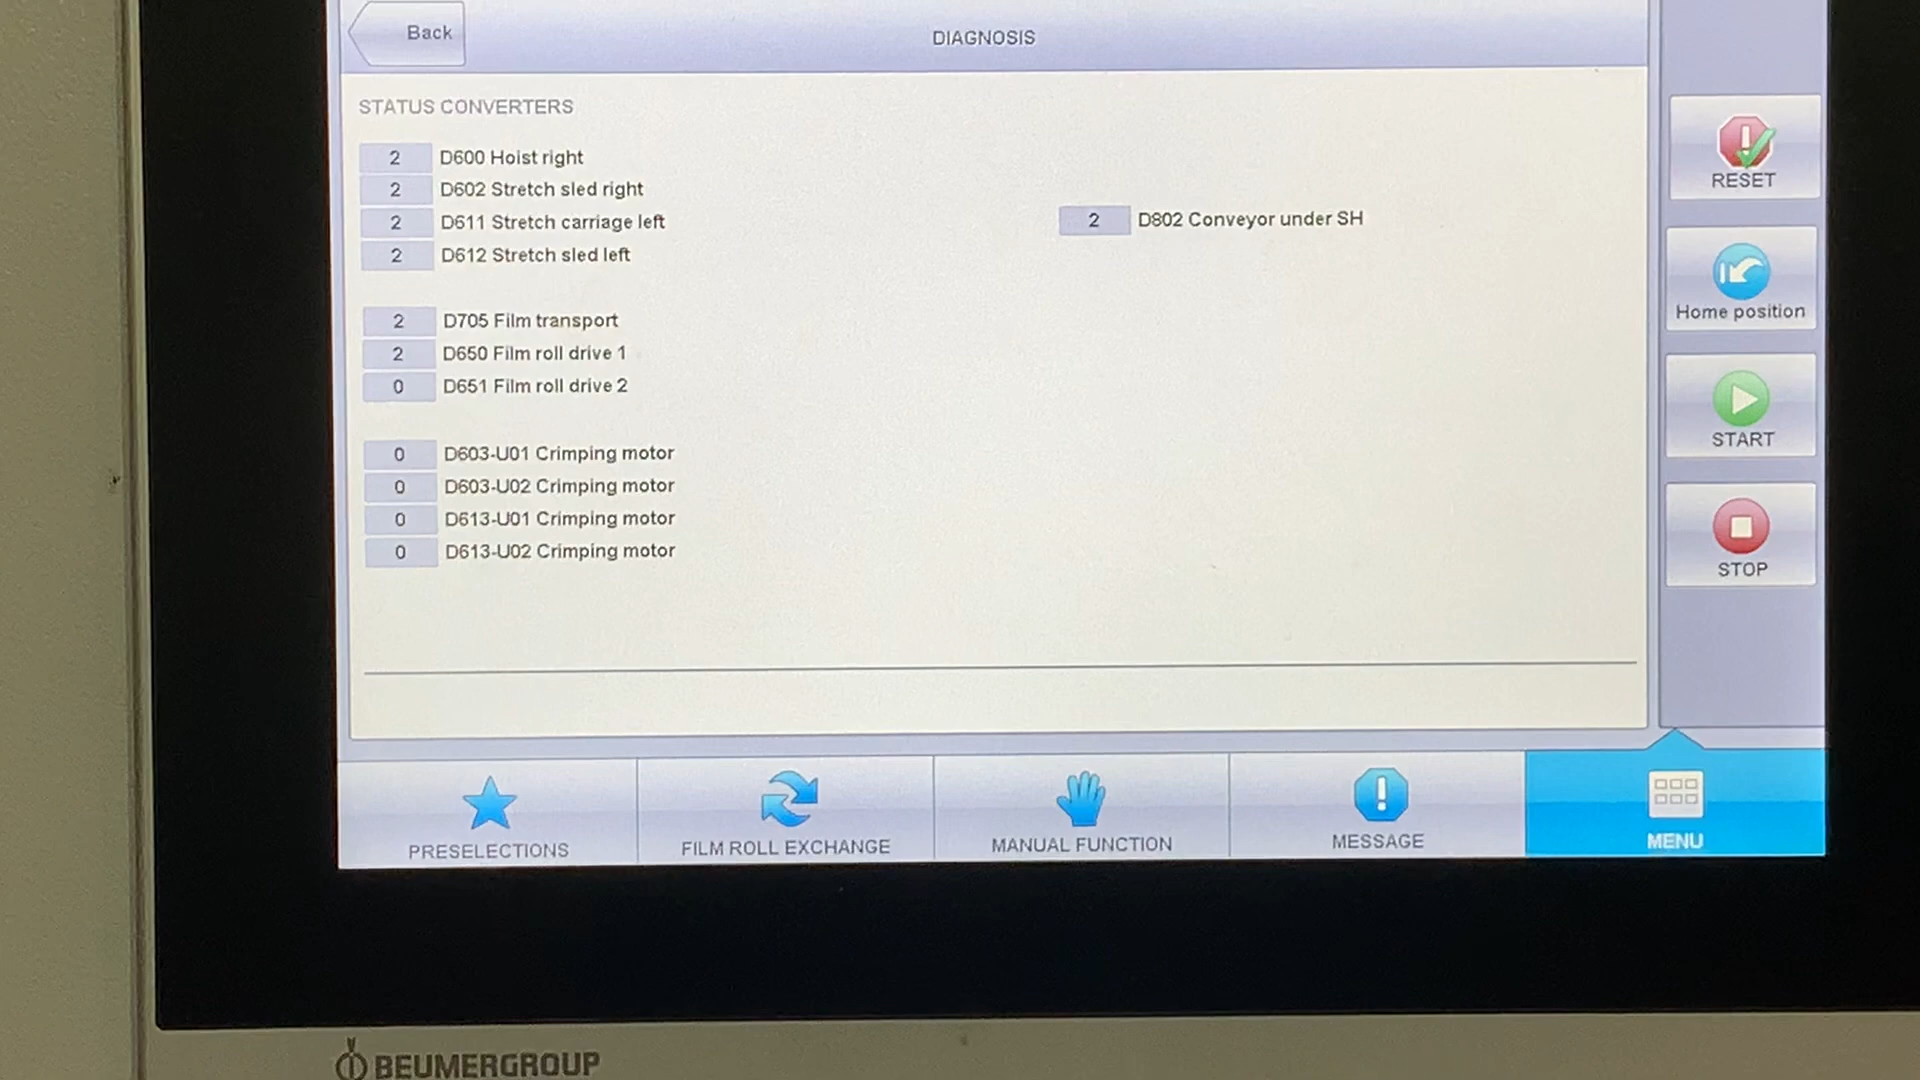 Back
DIAGNOSIS
STATUS CONVERTERS
2 D600 Hoist right
2 D602 Stretch sled right
2 D611 Stretch carriage left
2 D612 Stretch sled left
2 D802 Conveyor under SH
2 D705 Film transport
2 D650 Film roll drive 1
0 D651 Film roll drive 2
0 D603-U01 Crimping motor
0 D603-U02 Crimping motor
0 D613-U01 Crimping motor
0 D613-U02 Crimping motor
RESET
Home position
START
STOP
PRESELECTIONS
FILM ROLL EXCHANGE
MANUAL FUNCTION
MESSAGE
MENU
BEUMERGROUP